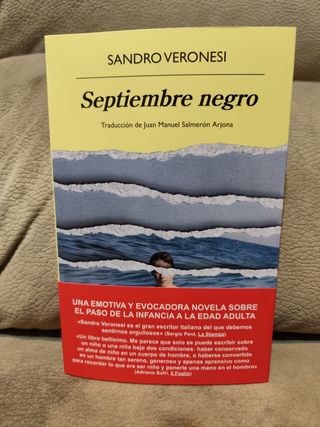 SANDRO VERONESI
Septiembre negro
Traducción de Juan Manuel Salmerón Arjona
UNA EMOTIVA Y EVOCADORA NOVELA SOBRE
EL PASO DE LA INFANCIA A LA EDAD ADULTA
«Sandro Veronesi es el gran escritor italiano del que debemos
sentirnos orgullosos» (Sergio Pent, La Stampa)
«Un libro bellísimo. Me parece que solo se puede escribir sobre
un niño o una niña bajo dos condiciones: haber conservado
un alma de niño en un cuerpo de hombre, o haberse convertido
en un hombre tan sereno, generoso y apenas aprensivo como
para recordar lo que era ser niño y ponerle una mano en el hombro»
(Adriano Sofri, Il Foglio)